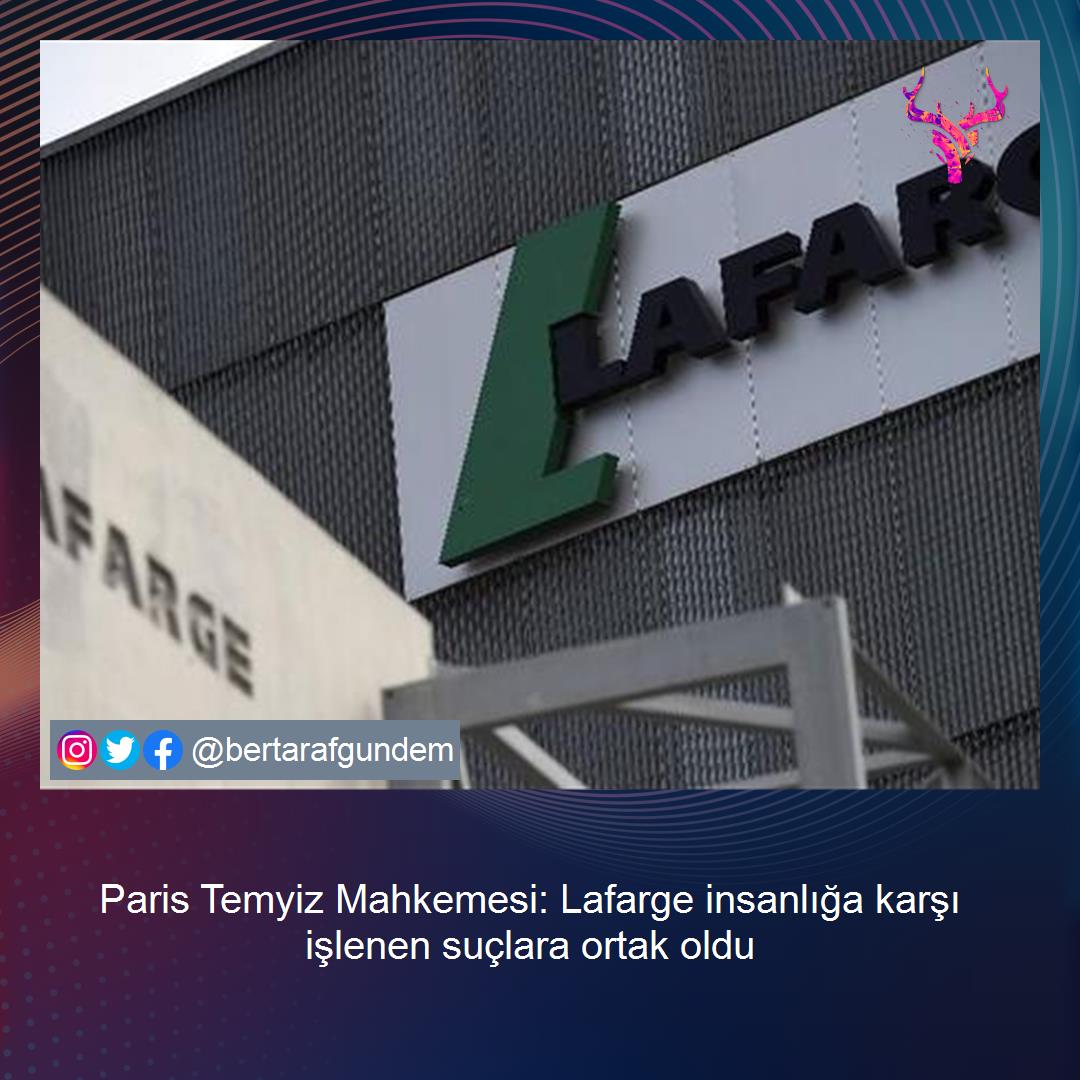 LAFARG
AFARGE
@bertarafgundem
Paris Temyiz Mahkemesi: Lafarge insanlığa karşı
işlenen suçlara ortak oldu